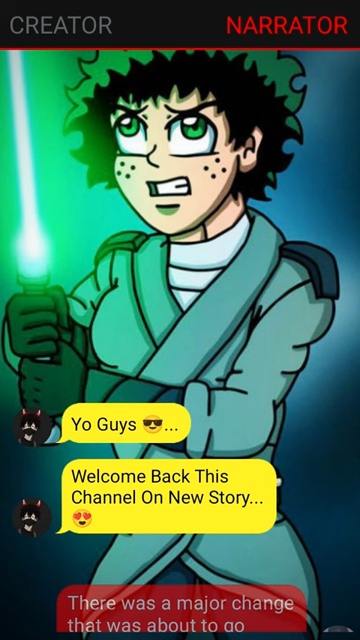 CREATOR
NARRATOR
Yo Guys 😎...
Welcome Back This
Channel On New Story...
😍
There was a major change
that was about to go